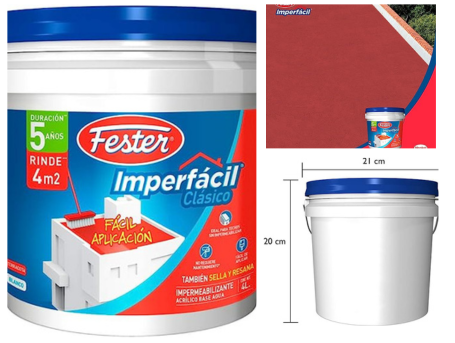 DURACIÓN
5 AÑOS
RINDE
4m2
Fester
Imperfácil
Clásico
FÁCIL
APLICACIÓN
TAMBIÉN SELLA Y RESANA
IMPERMEABILIZANTE
ACRÍLICO BASE AGUA
4L
BLANCO
Imperfácil
21 cm
20 cm